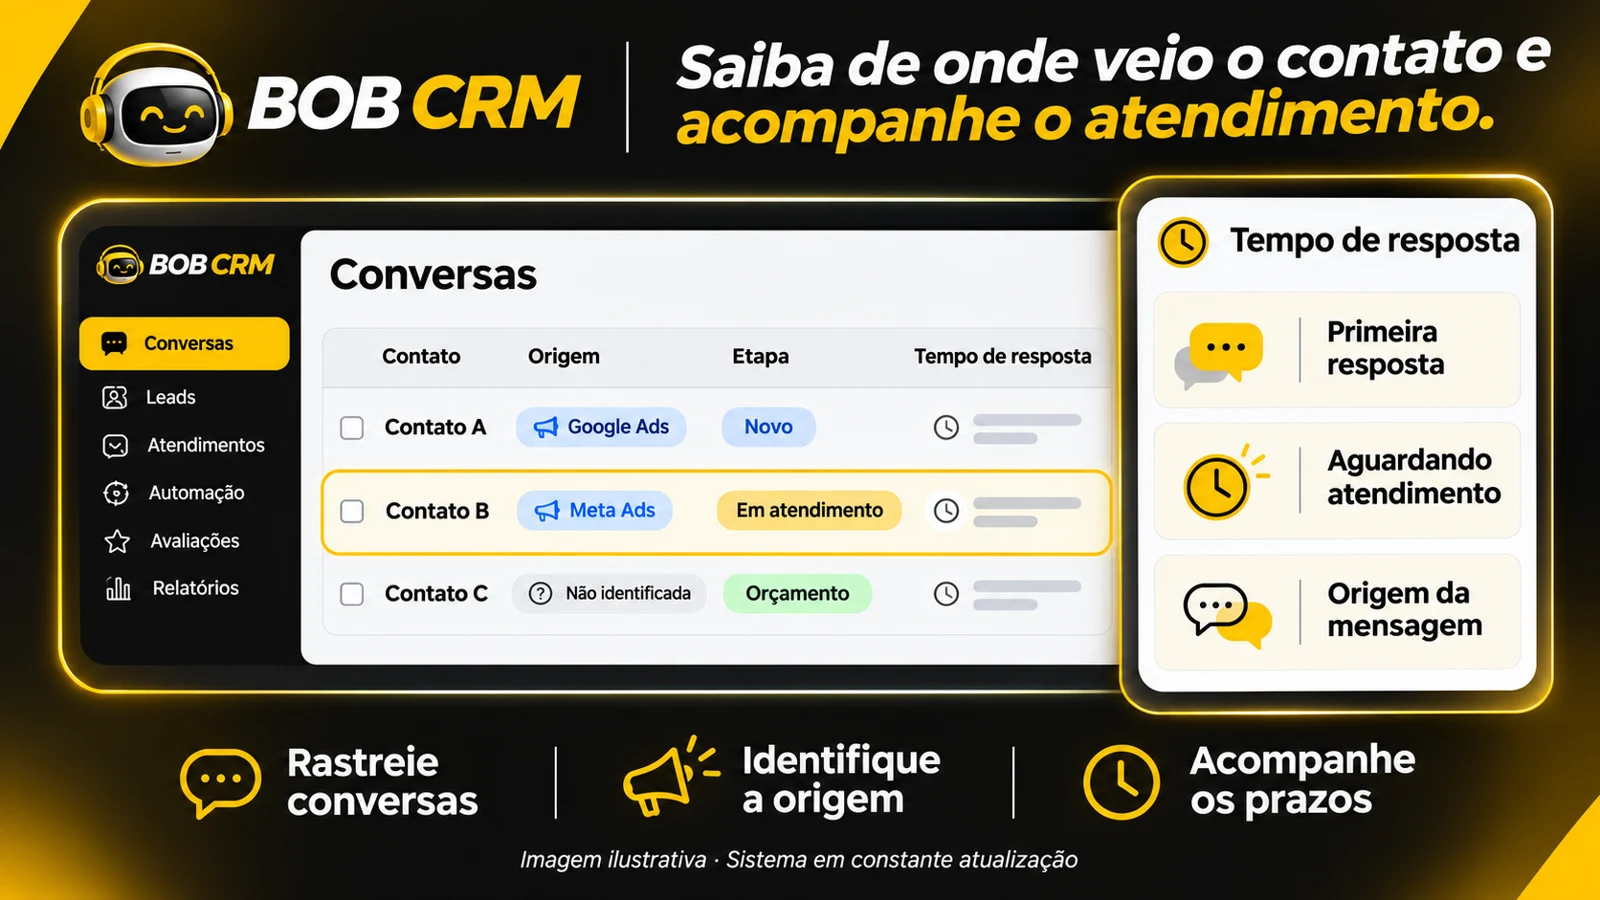 BOB CRM
Saiba de onde veio o contato e
acompanhe o atendimento.
BOB CRM
Conversas
Leads
Atendimentos
Automação
Avaliações
Relatórios
Conversas
Contato Origem Etapa Tempo de resposta
Contato A Google Ads Novo
Contato B Meta Ads Em atendimento
Contato C Não identificada Orçamento
Tempo de resposta
Primeira
resposta
Aguardando
atendimento
Origem da
mensagem
Rastreie
conversas
Identifique
a origem
Acompanhe
os prazos
Imagem ilustrativa · Sistema em constante atualização